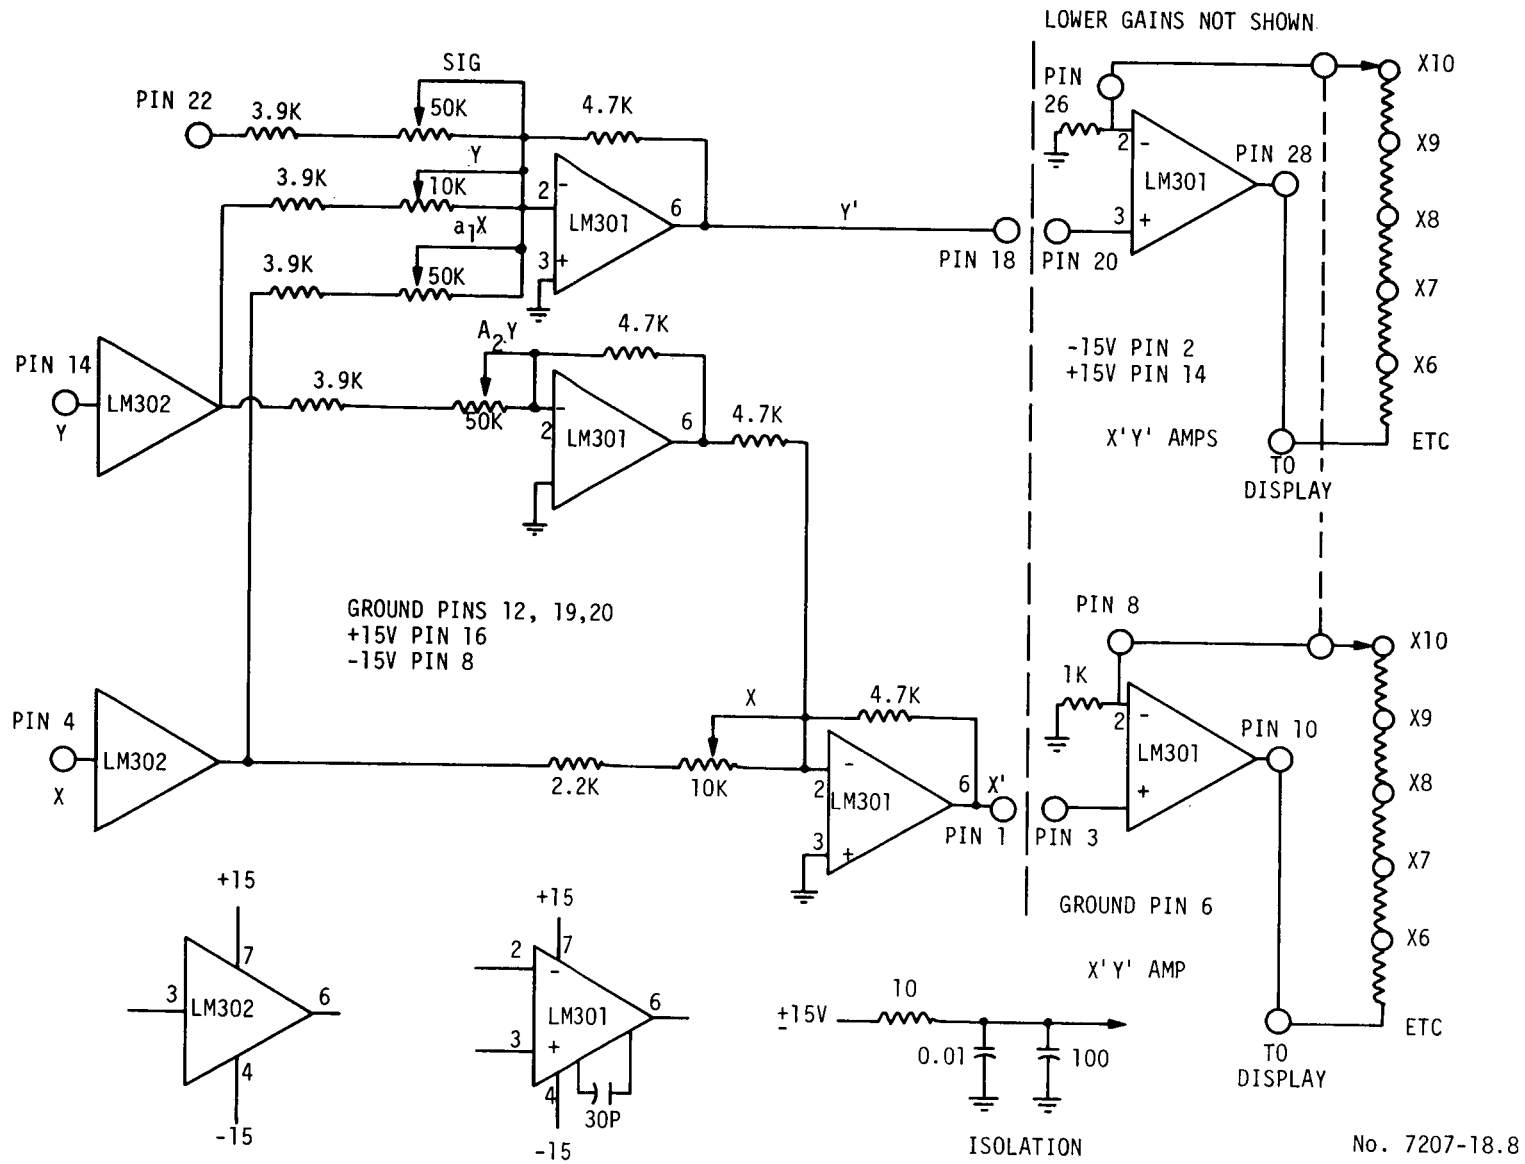 LOWER GAINS NOT SHOWN
SIG
PIN 22
3.9K
50K
4.7K
Y
3.9K
10K
a1X
3.9K
50K
2
-
LM301
6
3
+
Y'
PIN 18
PIN 20
PIN
26
2
-
LM301
3
+
PIN 28
X10
X9
X8
X7
X6
ETC
-15V PIN 2
+15V PIN 14
X'Y' AMPS
TO
DISPLAY
PIN 14
Y
LM302
3.9K
A2Y
50K
4.7K
-
2
LM301
6
4.7K
GROUND PINS 12, 19,20
+15V PIN 16
-15V PIN 8
PIN 4
X
LM302
2.2K
X
10K
4.7K
-
2
LM301
3
+
6
X'
PIN 1
PIN 3
PIN 8
1K
2
-
LM301
+
PIN 10
X10
X9
X8
X7
X6
ETC
GROUND PIN 6
X'Y' AMP
TO
DISPLAY
+15
7
3
LM302
6
4
-15
+15
7
2
-
LM301
6
3
+
4
30P
-15
±15V
10
0.01
100
ISOLATION
No. 7207-18.8